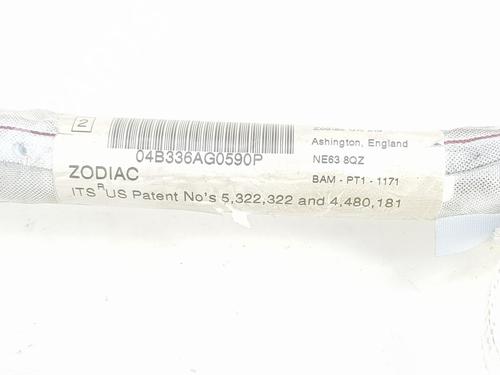 2
04B336AG0590P
ZODIAC
ITS R US Patent No's 5,322,322 and 4,480,181
Ashington, England
NE63 8QZ
BAM - PT1 - 1171